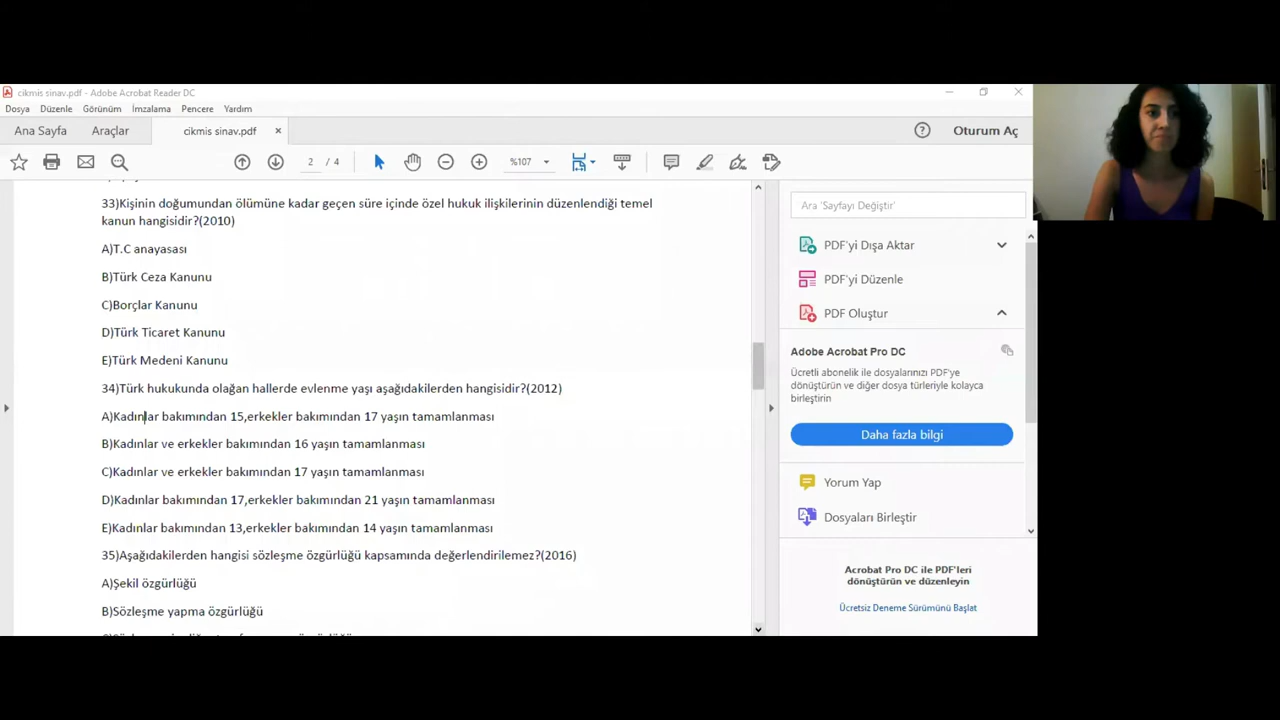 cikmis sinav.pdf - Adobe Acrobat Reader DC
Dosya Düzenle Görünüm İmzalama Pencere Yardım
Ana Sayfa Araçlar cikmis sinav.pdf × Oturum Aç
2 / 4 %107
33)Kişinin doğumundan ölümüne kadar geçen süre içinde özel hukuk ilişkilerinin düzenlendiği temel
kanun hangisidir?(2010)
A)T.C anayasası
B)Türk Ceza Kanunu
C)Borçlar Kanunu
D)Türk Ticaret Kanunu
E)Türk Medeni Kanunu
34)Türk hukukunda olağan hallerde evlenme yaşı aşağıdakilerden hangisidir?(2012)
A)Kadınlar bakımından 15,erkekler bakımından 17 yaşın tamamlanması
B)Kadınlar ve erkekler bakımından 16 yaşın tamamlanması
C)Kadınlar ve erkekler bakımından 17 yaşın tamamlanması
D)Kadınlar bakımından 17,erkekler bakımından 21 yaşın tamamlanması
E)Kadınlar bakımından 13,erkekler bakımından 14 yaşın tamamlanması
35)Aşağıdakilerden hangisi sözleşme özgürlüğü kapsamında değerlendirilemez?(2016)
A)Şekil özgürlüğü
B)Sözleşme yapma özgürlüğü
Ara 'Sayfayı Değiştir'
PDF'yi Dışa Aktar
PDF'yi Düzenle
PDF Oluştur
Adobe Acrobat Pro DC
Ücretli abonelik ile dosyalarınızı PDF'ye
dönüştürün ve diğer dosya türleriyle kolayca
birleştirin
Daha fazla bilgi
Yorum Yap
Dosyaları Birleştir
Acrobat Pro DC ile PDF'leri
dönüştürün ve düzenleyin
Ücretsiz Deneme Sürümünü Başlat